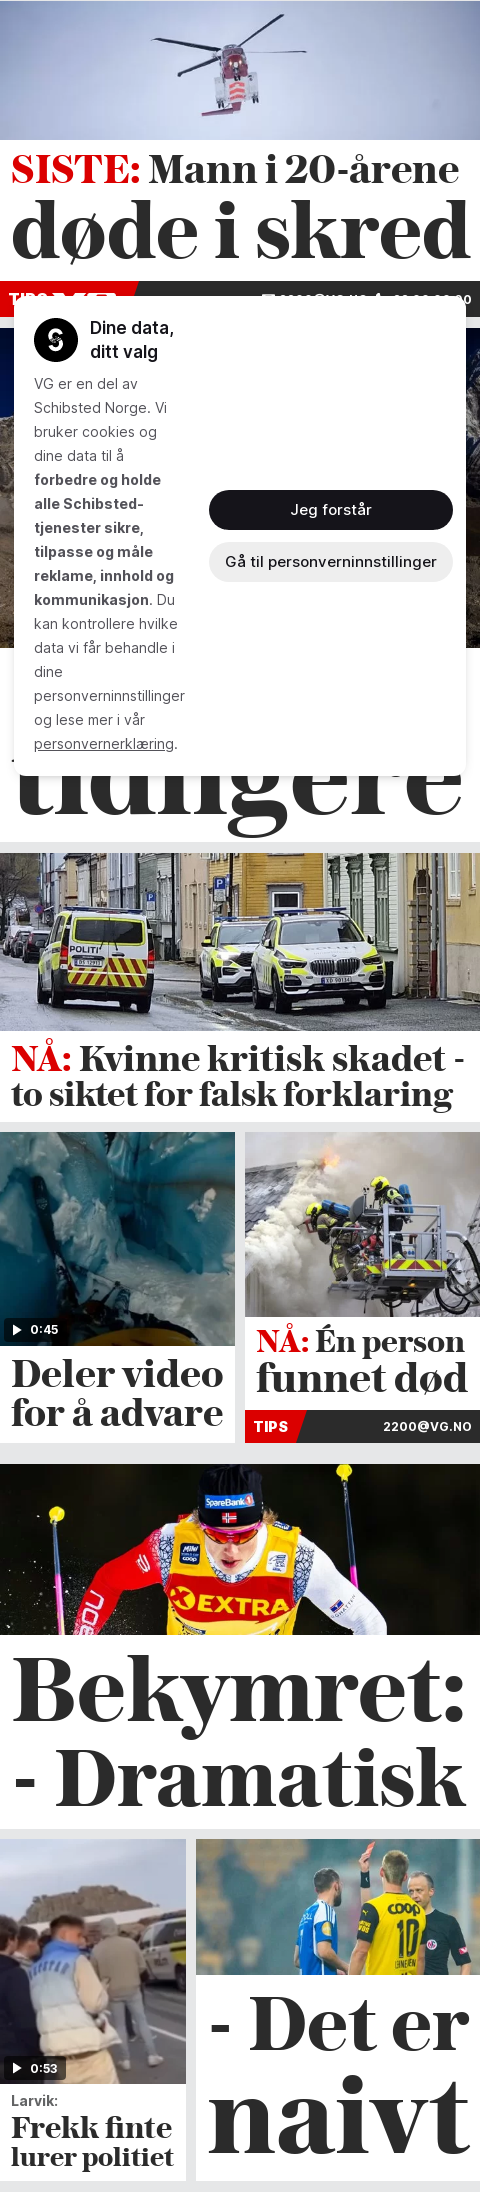 SISTE: Mann i 20-årene
døde i skred
Dine data,
ditt valg
VG er en del av
Schibsted Norge. Vi
bruker cookies og
dine data til å
forbedre og holde
alle Schibsted-
tjenester sikre,
tilpasse og måle
reklame, innhold og
kommunikasjon. Du
kan kontrollere hvilke
data vi får behandle i
dine
personverninnstillinger
og lese mer i vår
personvernerklæring.
Jeg forstår
Gå til personverninnstillinger
tidligere
POLITI
NÅ: Kvinne kritisk skadet -
to siktet for falsk forklaring
0:45
Deler video
for å advare
NÅ: Én person
funnet død
TIPS
2200@VG.NO
SpareBank 1
EXTRA
Bekymret:
- Dramatisk
0:53
Larvik:
Frekk finte
lurer politiet
coop
10
- Det er
naivt